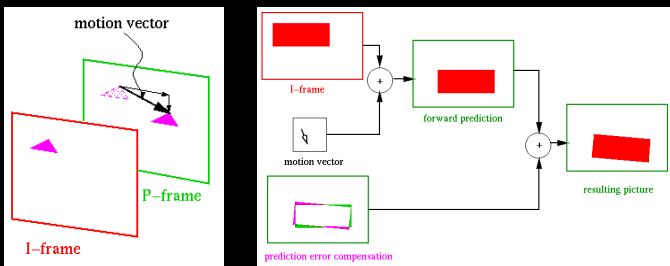 motion vector
P-frame
I-frame
I-frame
forward prediction
+
motion vector
+
resulting picture
prediction error compensation